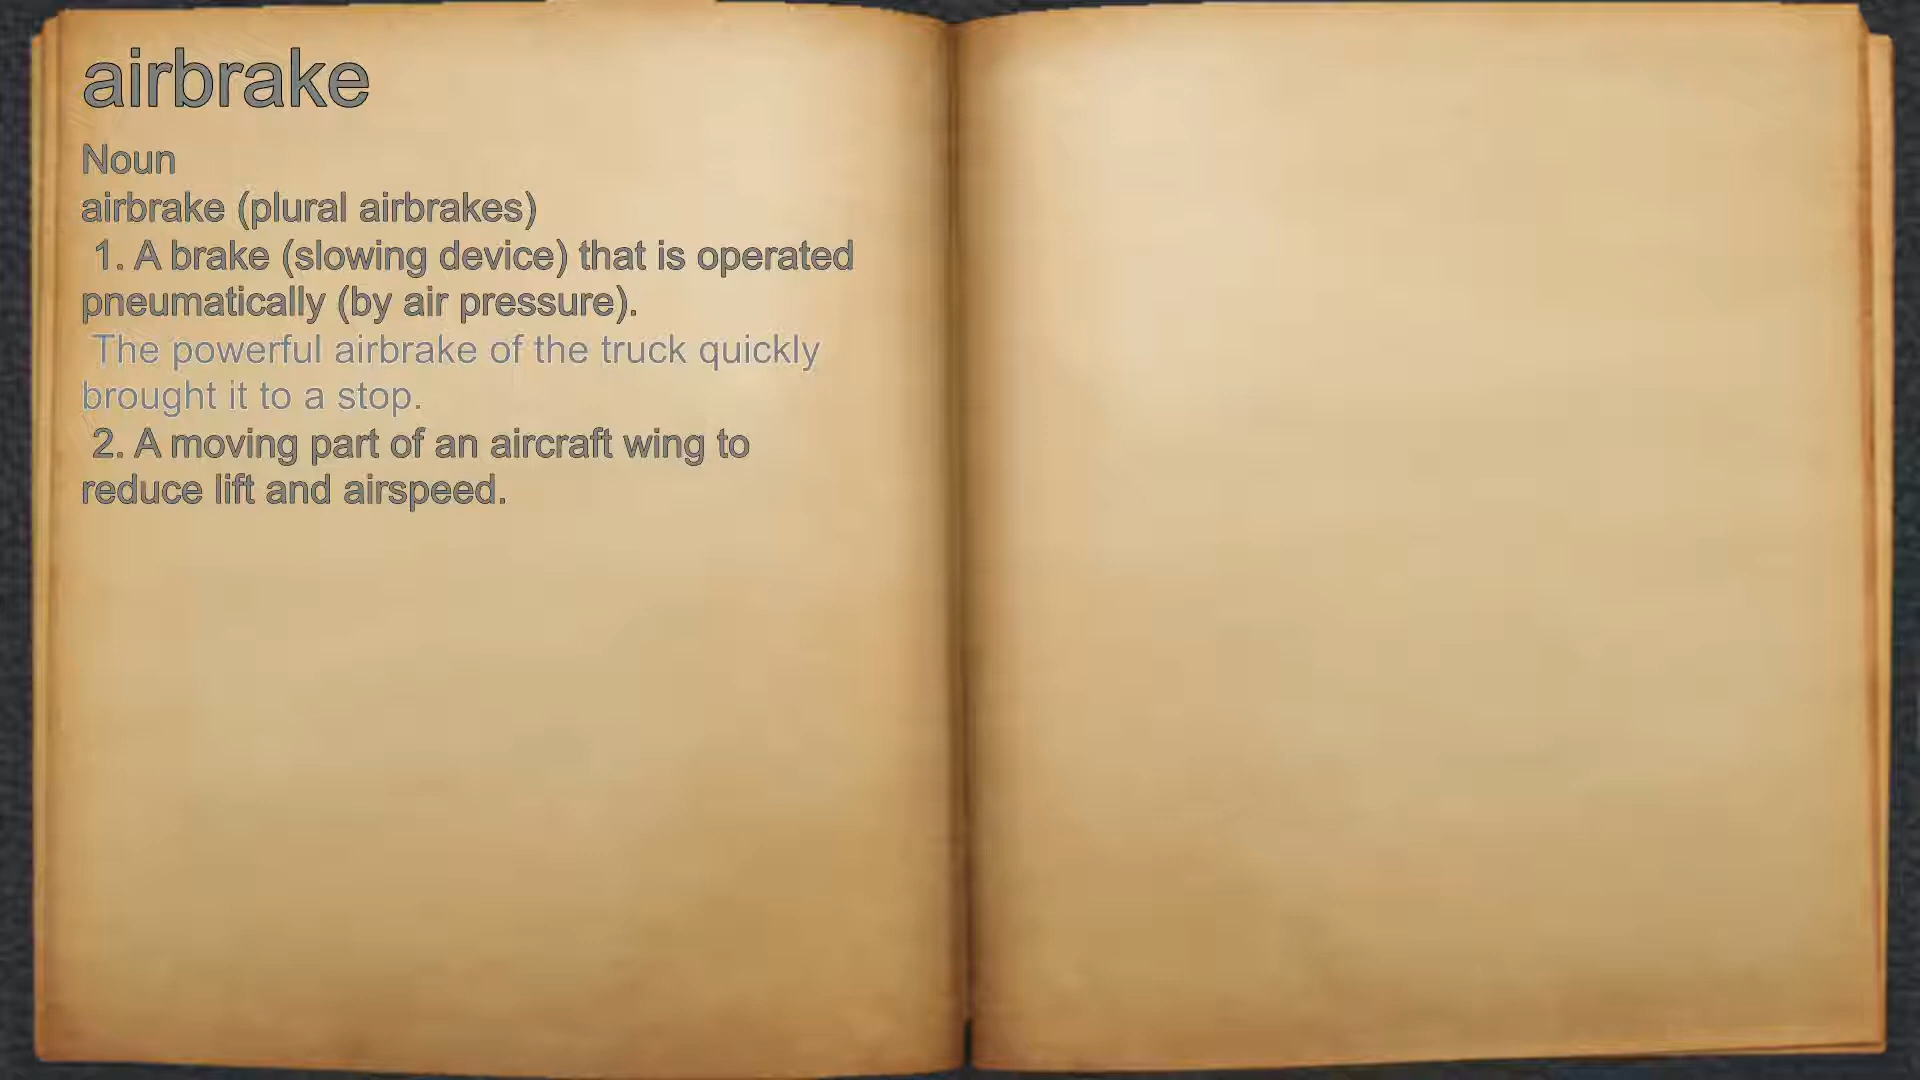 airbrake
Noun
airbrake (plural airbrakes)
1. A brake (slowing device) that is operated
pneumatically (by air pressure).
The powerful airbrake of the truck quickly
brought it to a stop.
2. A moving part of an aircraft wing to
reduce lift and airspeed.